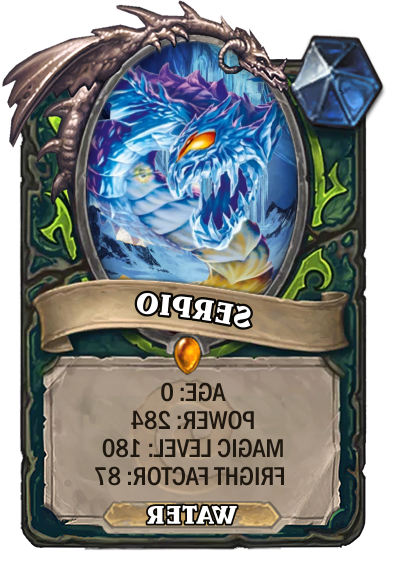 SERPIO
AGE: 0
POWER: 284
MAGIC LEVEL: 180
FRIGHT FACTOR: 87
WATER